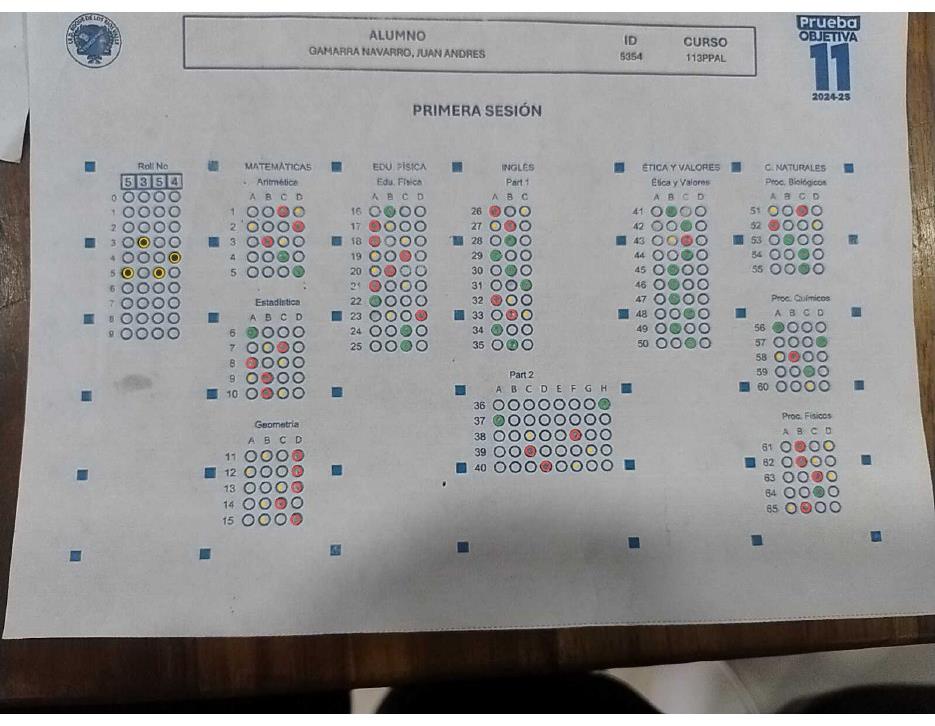 Prueba
OBJETIVA
11
2024-25
ALUMNO
GAMARRA NAVARRO, JUAN ANDRES
ID
5354
CURSO
113PPAL
PRIMERA SESIÓN
Roll No
5 3 5 4
0
1
2
3
4
5
6
7
8
9
MATEMÁTICAS
Aritmética
A B C D
1
2
3
4
5
Estadística
A B C D
6
7
8
9
10
Geometría
A B C D
11
12
13
14
15
EDU. FÍSICA
Edu. Física
A B C D
16
17
18
19
20
21
22
23
24
25
INGLÉS
Part 1
A B C
26
27
28
29
30
31
32
33
34
35
Part 2
A B C D E F G H
36
37
38
39
40
ÉTICA Y VALORES
Ética y Valores
A B C D
41
42
43
44
45
46
47
48
49
50
C. NATURALES
Proc. Biológicos
A B C D
51
52
53
54
55
Proc. Químicos
A B C D
56
57
58
59
60
Proc. Físicos
A B C D
61
62
63
64
65